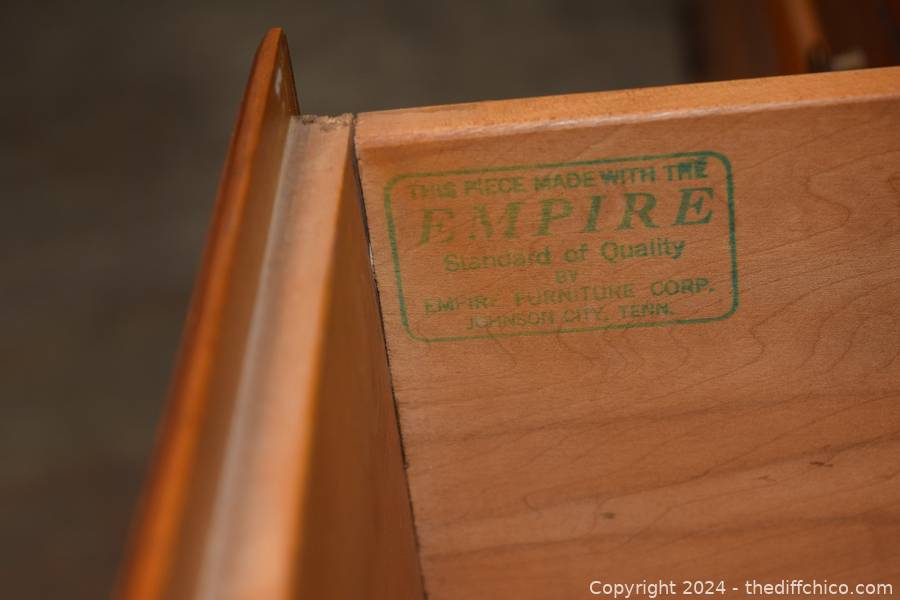 THIS PIECE MADE WITH THE
EMPIRE
Standard of Quality
BY
EMPIRE FURNITURE CORP.
JOHNSON CITY, TENN.
Copyright 2024 - thediffchico.com